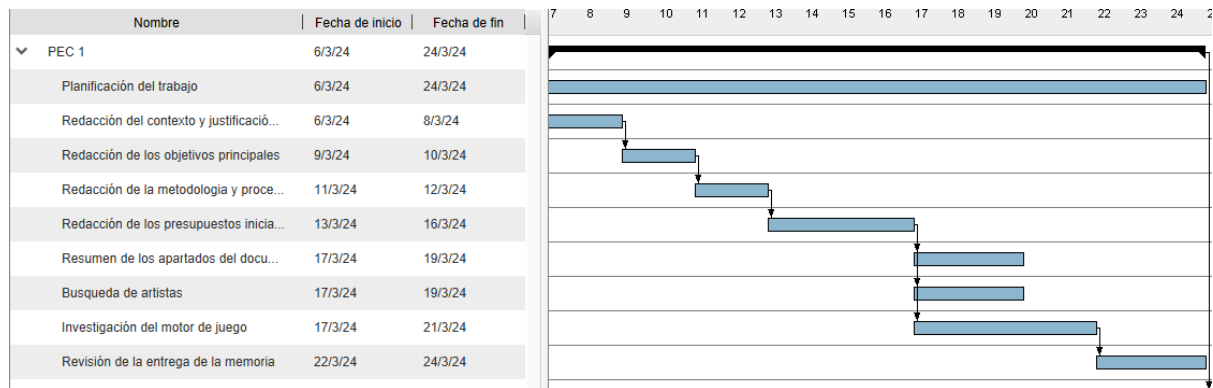 Nombre Fecha de inicio Fecha de fin 7 8 9 10 11 12 13 14 15 16 17 18 19 20 21 22 23 24 2
PEC 1 6/3/24 24/3/24
Planificación del trabajo 6/3/24 24/3/24
Redacción del contexto y justificació... 6/3/24 8/3/24
Redacción de los objetivos principales 9/3/24 10/3/24
Redacción de la metodologia y proce... 11/3/24 12/3/24
Redacción de los presupuestos inicia... 13/3/24 16/3/24
Resumen de los apartados del docu... 17/3/24 19/3/24
Busqueda de artistas 17/3/24 19/3/24
Investigación del motor de juego 17/3/24 21/3/24
Revisión de la entrega de la memoria 22/3/24 24/3/24